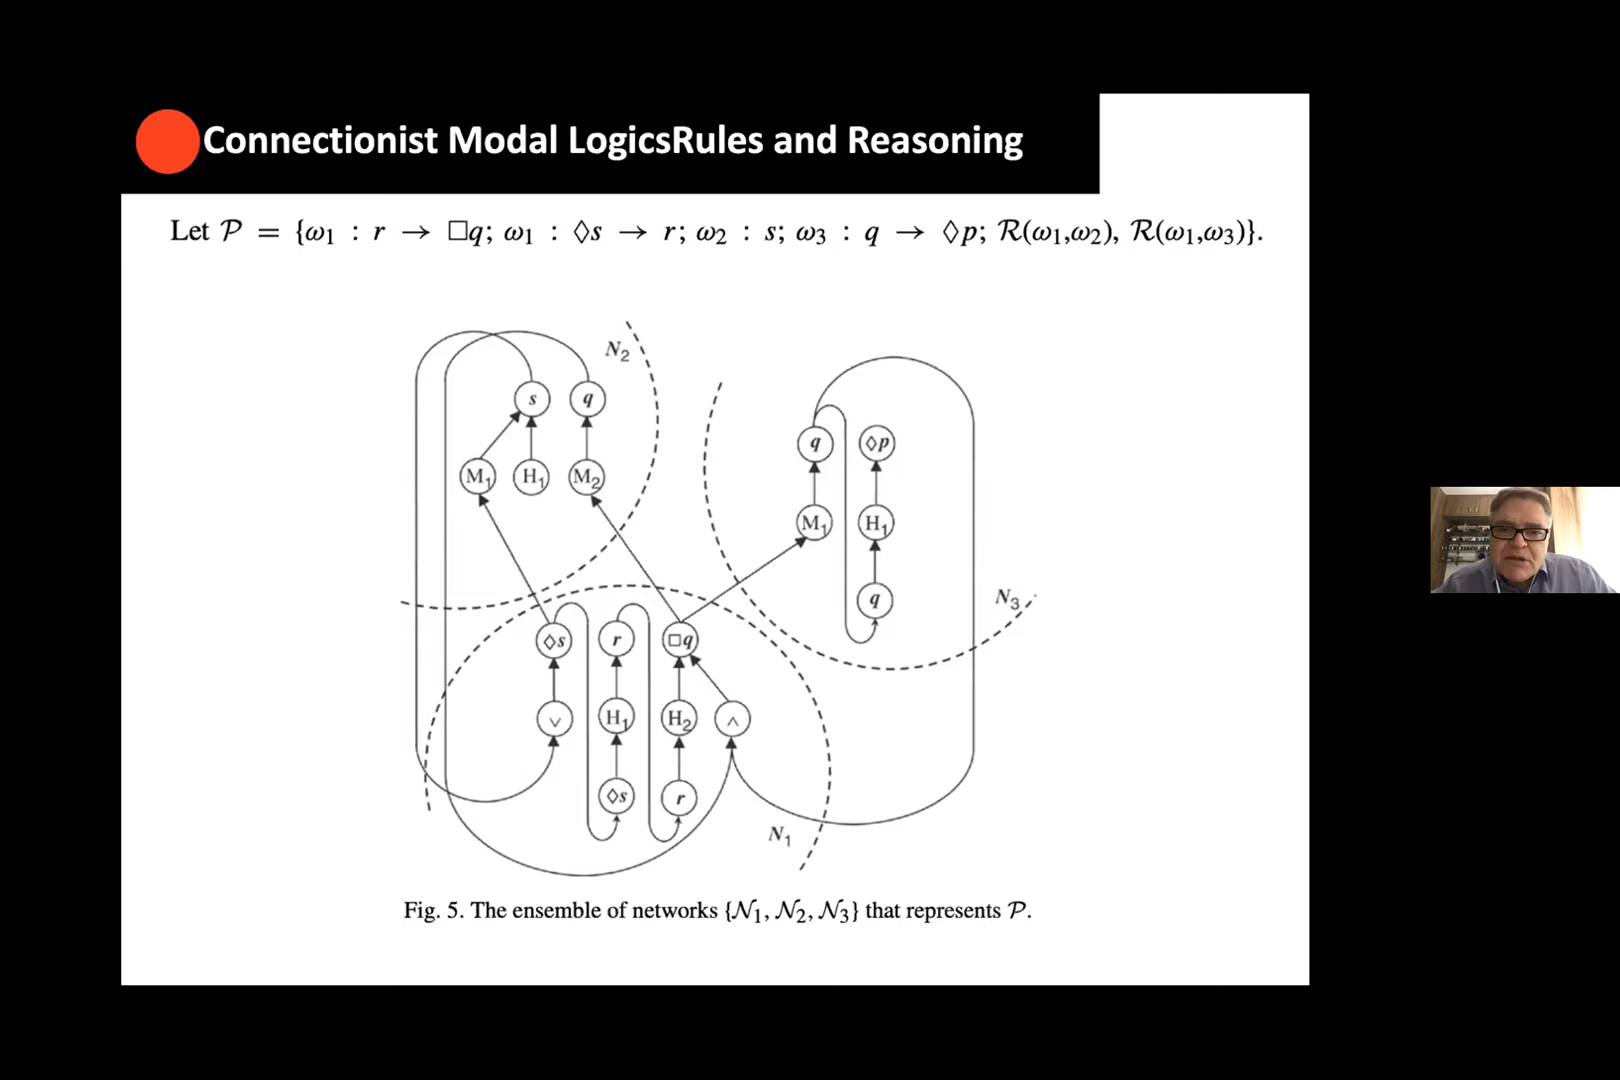 Connectionist Modal LogicsRules and Reasoning
Let 𝒫 = {ω₁ : r → □q; ω₁ : ◊s → r; ω₂ : s; ω₃ : q → ◊p; ℛ(ω₁,ω₂), ℛ(ω₁,ω₃)}.
N₂
s q
q ◊p
M₁ H₁ M₂
M₁ H₁
q
N₃
◊s r □q
∨ H₁ H₂ ∧
◊s r
N₁
Fig. 5. The ensemble of networks {𝒩₁, 𝒩₂, 𝒩₃} that represents 𝒫.